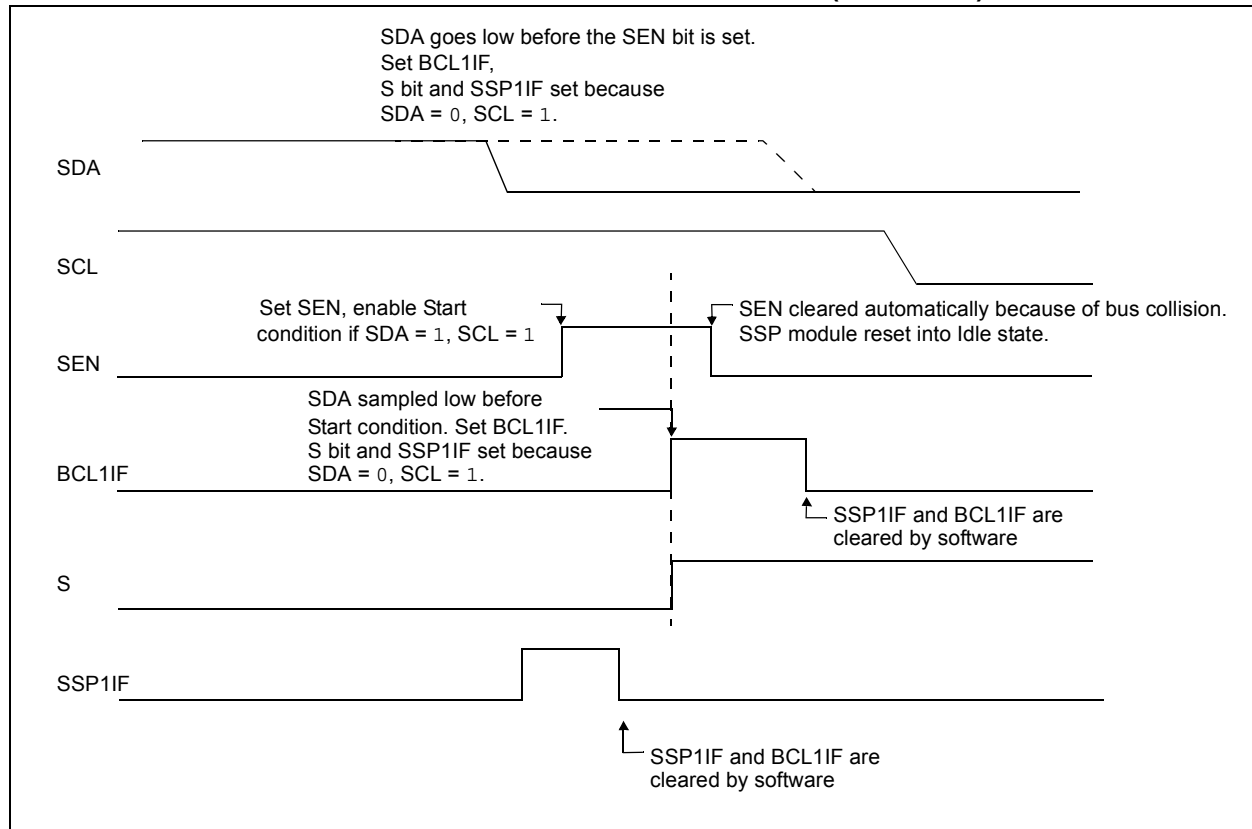 SDA goes low before the SEN bit is set.
Set BCL1IF,
S bit and SSP1IF set because
SDA = 0, SCL = 1.
SDA
SCL
Set SEN, enable Start
condition if SDA = 1, SCL = 1
SEN cleared automatically because of bus collision.
SSP module reset into Idle state.
SEN
SDA sampled low before
Start condition. Set BCL1IF.
S bit and SSP1IF set because
SDA = 0, SCL = 1.
BCL1IF
SSP1IF and BCL1IF are
cleared by software
S
SSP1IF
SSP1IF and BCL1IF are
cleared by software